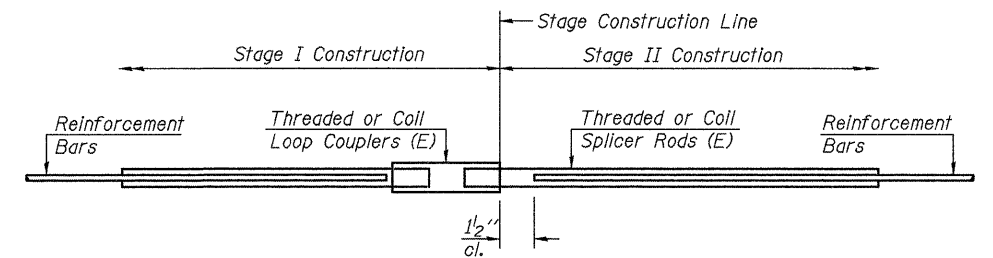 Stage Construction Line
Stage I Construction
Stage II Construction
Reinforcement
Bars
Threaded or Coil
Loop Couplers (E)
Threaded or Coil
Splicer Rods (E)
Reinforcement
Bars
1½"
cl.